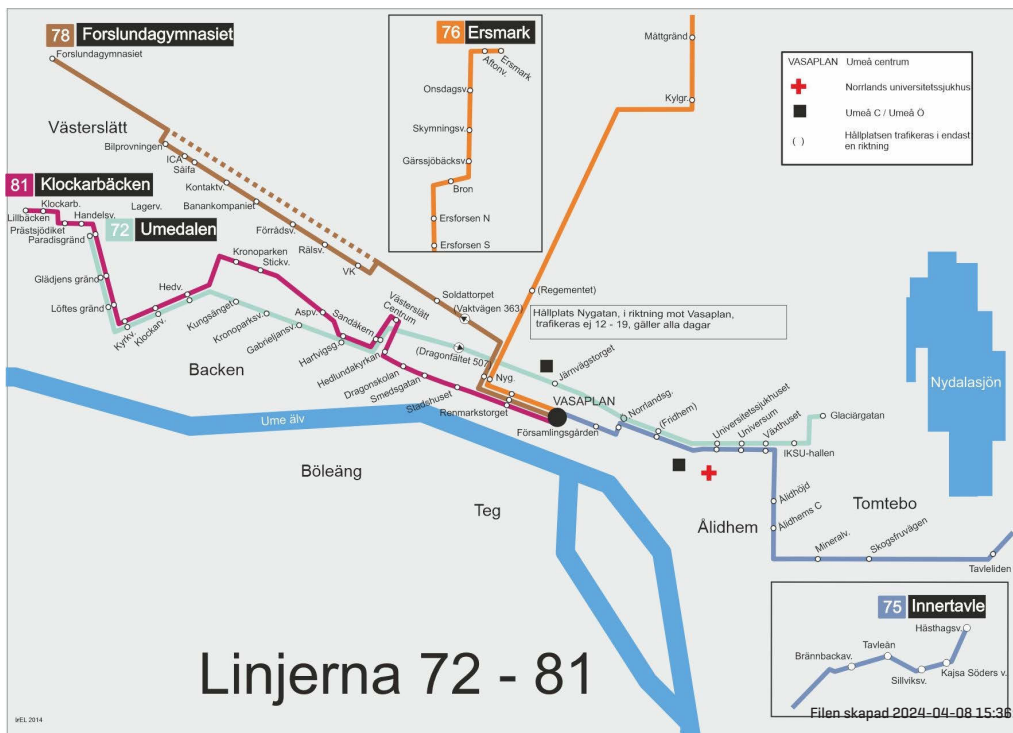 78 Forslundagymnasiet
Forslundagymnasiet
Västerslätt
Bilprovningen
ICA
Säifa
Kontaktv.
Banankompaniet
Förrådsv.
Rälsv.
VK
Soldattorpet
(Vaktvägen 363)
81 Klockarbäcken
Klockarb.
Lagerv.
Lillbäcken
Handelsv.
Prästsjödiket
Paradisgränd
72 Umedalen
Glädjens gränd
Löftes gränd
Kyrkv.
Klockarv.
Hedv.
Kronoparken
Stickv.
Kungsänget
Kronoparksv.
Gabrieljansv.
Aspv.
Hartvigsg.
Sandåkern
Västerslätt
Centrum
Hedlundakyrkan
Dragonskolan
Smedsgatan
Stadshuset
Renmarkstorget
(Dragonfältet 507)
Nyg.
Järnvägstorget
VASAPLAN
Församlingsgården
Norrlandsg.
(Fridhem)
Universitetssjukhuset
Universum
Växthuset
IKSU-hallen
Glaciärgatan
Ålidhöjd
Ålidhems C
Mineralv.
Skogsfruvägen
Tavleliden
76 Ersmark
Ersmark
Aftonv.
Onsdagsv.
Skymningsv.
Gärssjöbäcksv.
Bron
Ersforsen N
Ersforsen S
Mättgränd
Kylgr.
(Regementet)
Hållplats Nygatan, i riktning mot Vasaplan,
trafikeras ej 12 - 19, gäller alla dagar
VASAPLAN Umeå centrum
Norrlands universitetssjukhus
Umeå C / Umeå Ö
( ) Hållplatsen trafikeras i endast
en riktning
Backen
Ume älv
Böleäng
Teg
Ålidhem
Tomtebo
Nydalasjön
75 Innertavle
Hästhagsv.
Tavleån
Brännbackav.
Sillviksv.
Kajsa Söders v.
Linjerna 72 - 81
irEL 2014
Filen skapad 2024-04-08 15:36